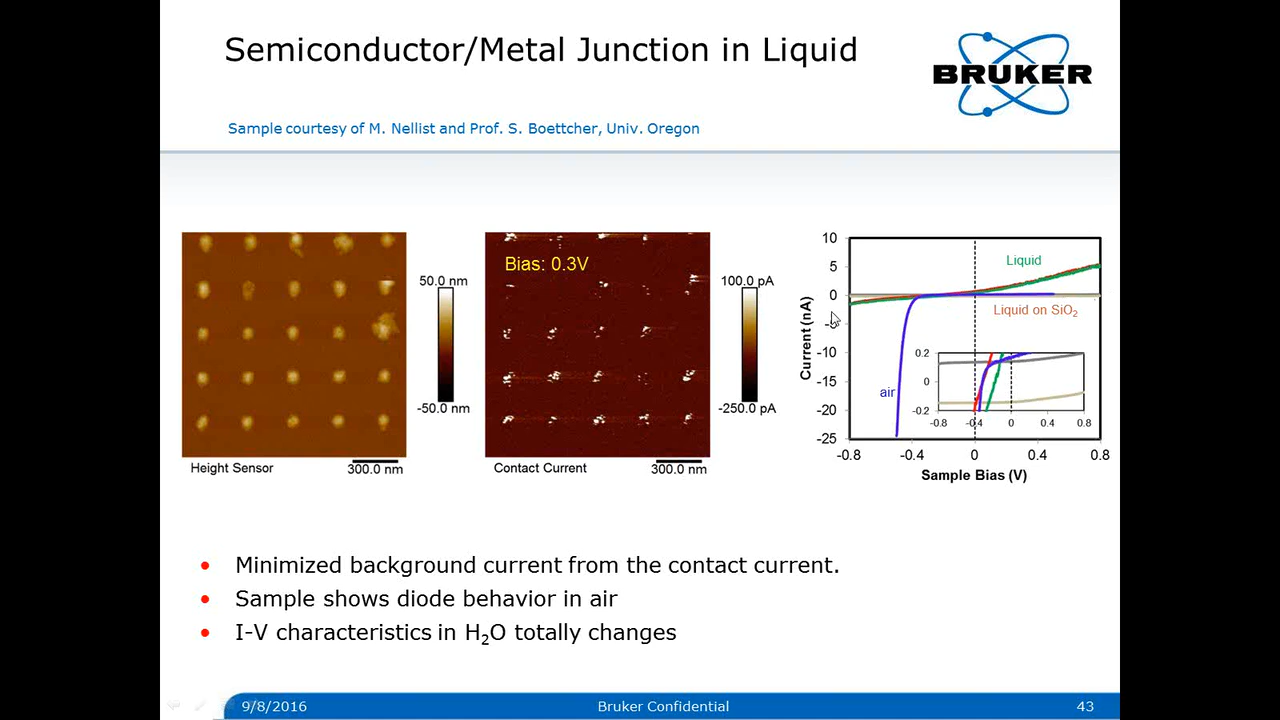 Semiconductor/Metal Junction in Liquid
BRUKER
Sample courtesy of M. Nellist and Prof. S. Boettcher, Univ. Oregon
Bias: 0.3V
50.0 nm
-50.0 nm
Height Sensor
300.0 nm
100.0 pA
-250.0 pA
Contact Current
300.0 nm
Current (nA)
10
5
0
-5
-10
-15
-20
-25
Liquid
Liquid on SiO₂
air
0.2
0
-0.2
-0.8 -0.4 0 0.4 0.8
-0.8 -0.4 0 0.4 0.8
Sample Bias (V)
• Minimized background current from the contact current.
• Sample shows diode behavior in air
• I-V characteristics in H₂O totally changes
9/8/2016
Bruker Confidential
43